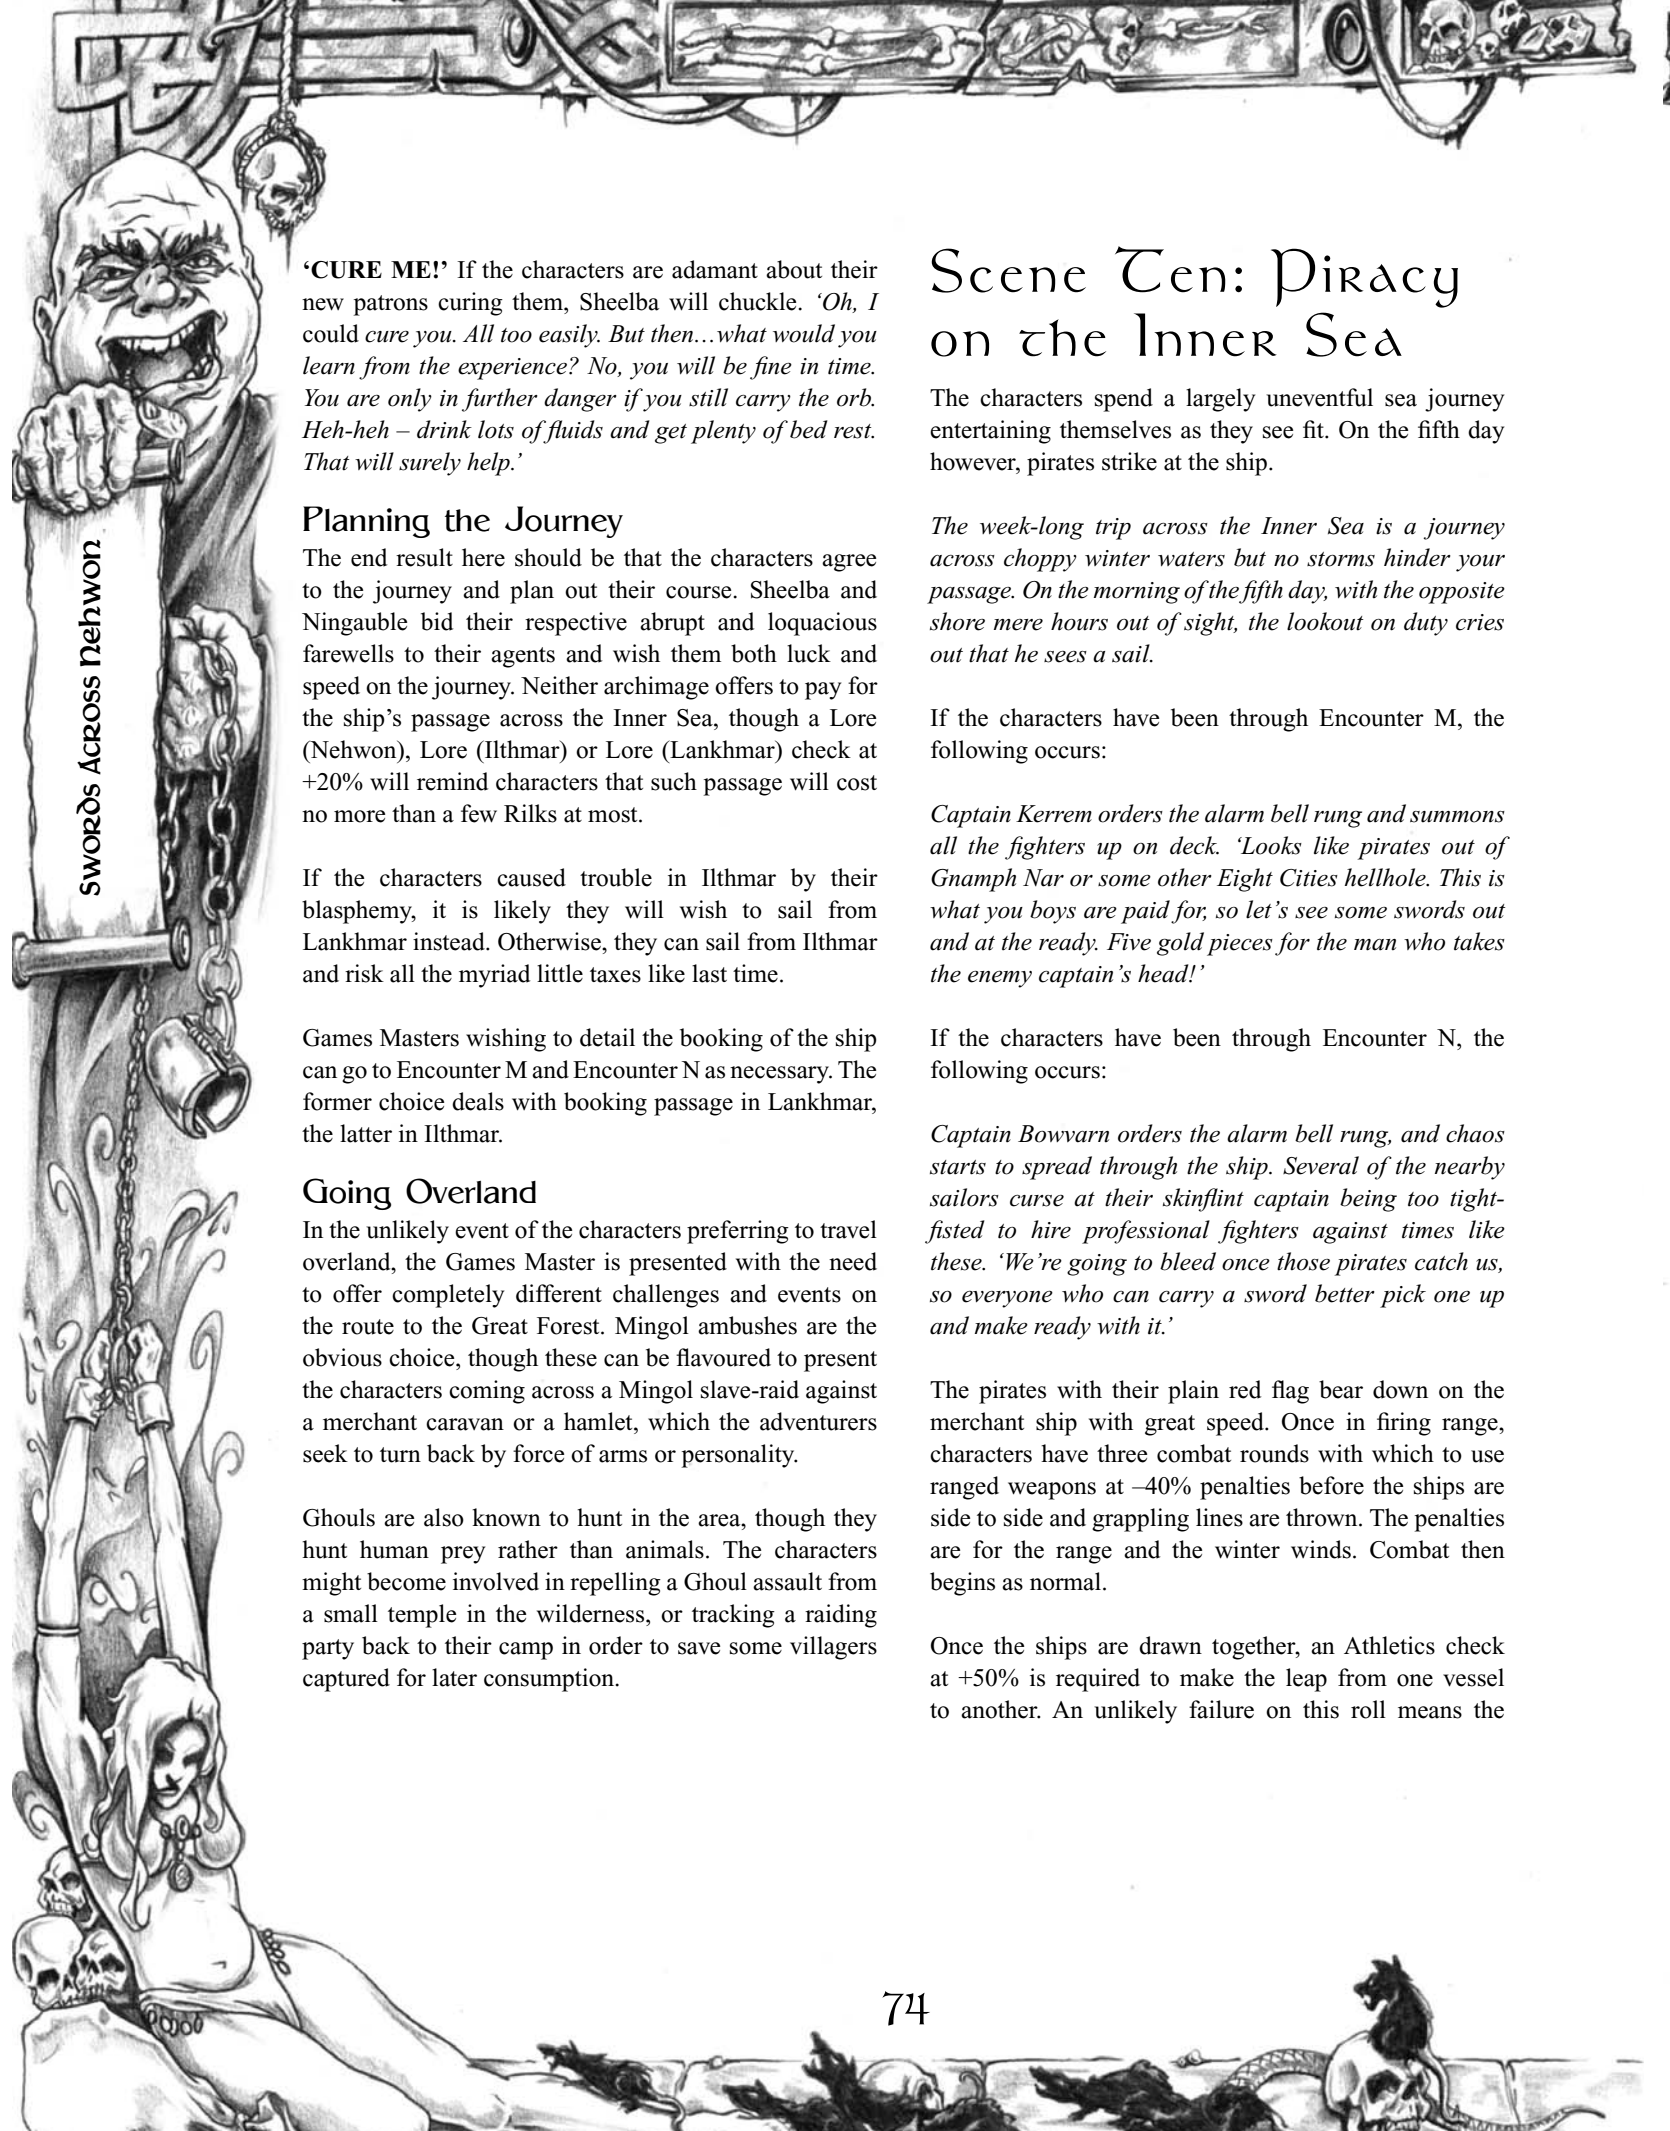 Swords Across Nehwon
‘CURE ME!’ If the characters are adamant about their
new patrons curing them, Sheelba will chuckle. ‘Oh, I
could cure you. All too easily. But then…what would you
learn from the experience? No, you will be fine in time.
You are only in further danger if you still carry the orb.
Heh-heh – drink lots of fluids and get plenty of bed rest.
That will surely help.’
Planning the Journey
The end result here should be that the characters agree
to the journey and plan out their course. Sheelba and
Ningauble bid their respective abrupt and loquacious
farewells to their agents and wish them both luck and
speed on the journey. Neither archimage offers to pay for
the ship’s passage across the Inner Sea, though a Lore
(Nehwon), Lore (Ilthmar) or Lore (Lankhmar) check at
+20% will remind characters that such passage will cost
no more than a few Rilks at most.
If the characters caused trouble in Ilthmar by their
blasphemy, it is likely they will wish to sail from
Lankhmar instead. Otherwise, they can sail from Ilthmar
and risk all the myriad little taxes like last time.
Games Masters wishing to detail the booking of the ship
can go to Encounter M and Encounter N as necessary. The
former choice deals with booking passage in Lankhmar,
the latter in Ilthmar.
Going Overland
In the unlikely event of the characters preferring to travel
overland, the Games Master is presented with the need
to offer completely different challenges and events on
the route to the Great Forest. Mingol ambushes are the
obvious choice, though these can be flavoured to present
the characters coming across a Mingol slave-raid against
a merchant caravan or a hamlet, which the adventurers
seek to turn back by force of arms or personality.
Ghouls are also known to hunt in the area, though they
hunt human prey rather than animals. The characters
might become involved in repelling a Ghoul assault from
a small temple in the wilderness, or tracking a raiding
party back to their camp in order to save some villagers
captured for later consumption.
Scene Ten: Piracy
on the Inner Sea
The characters spend a largely uneventful sea journey
entertaining themselves as they see fit. On the fifth day
however, pirates strike at the ship.
The week-long trip across the Inner Sea is a journey
across choppy winter waters but no storms hinder your
passage. On the morning of the fifth day, with the opposite
shore mere hours out of sight, the lookout on duty cries
out that he sees a sail.
If the characters have been through Encounter M, the
following occurs:
Captain Kerrem orders the alarm bell rung and summons
all the fighters up on deck. ‘Looks like pirates out of
Gnamph Nar or some other Eight Cities hellhole. This is
what you boys are paid for, so let’s see some swords out
and at the ready. Five gold pieces for the man who takes
the enemy captain’s head!’
If the characters have been through Encounter N, the
following occurs:
Captain Bowvarn orders the alarm bell rung, and chaos
starts to spread through the ship. Several of the nearby
sailors curse at their skinflint captain being too tight-
fisted to hire professional fighters against times like
these. ‘We’re going to bleed once those pirates catch us,
so everyone who can carry a sword better pick one up
and make ready with it.’
The pirates with their plain red flag bear down on the
merchant ship with great speed. Once in firing range,
characters have three combat rounds with which to use
ranged weapons at –40% penalties before the ships are
side to side and grappling lines are thrown. The penalties
are for the range and the winter winds. Combat then
begins as normal.
Once the ships are drawn together, an Athletics check
at +50% is required to make the leap from one vessel
to another. An unlikely failure on this roll means the
74